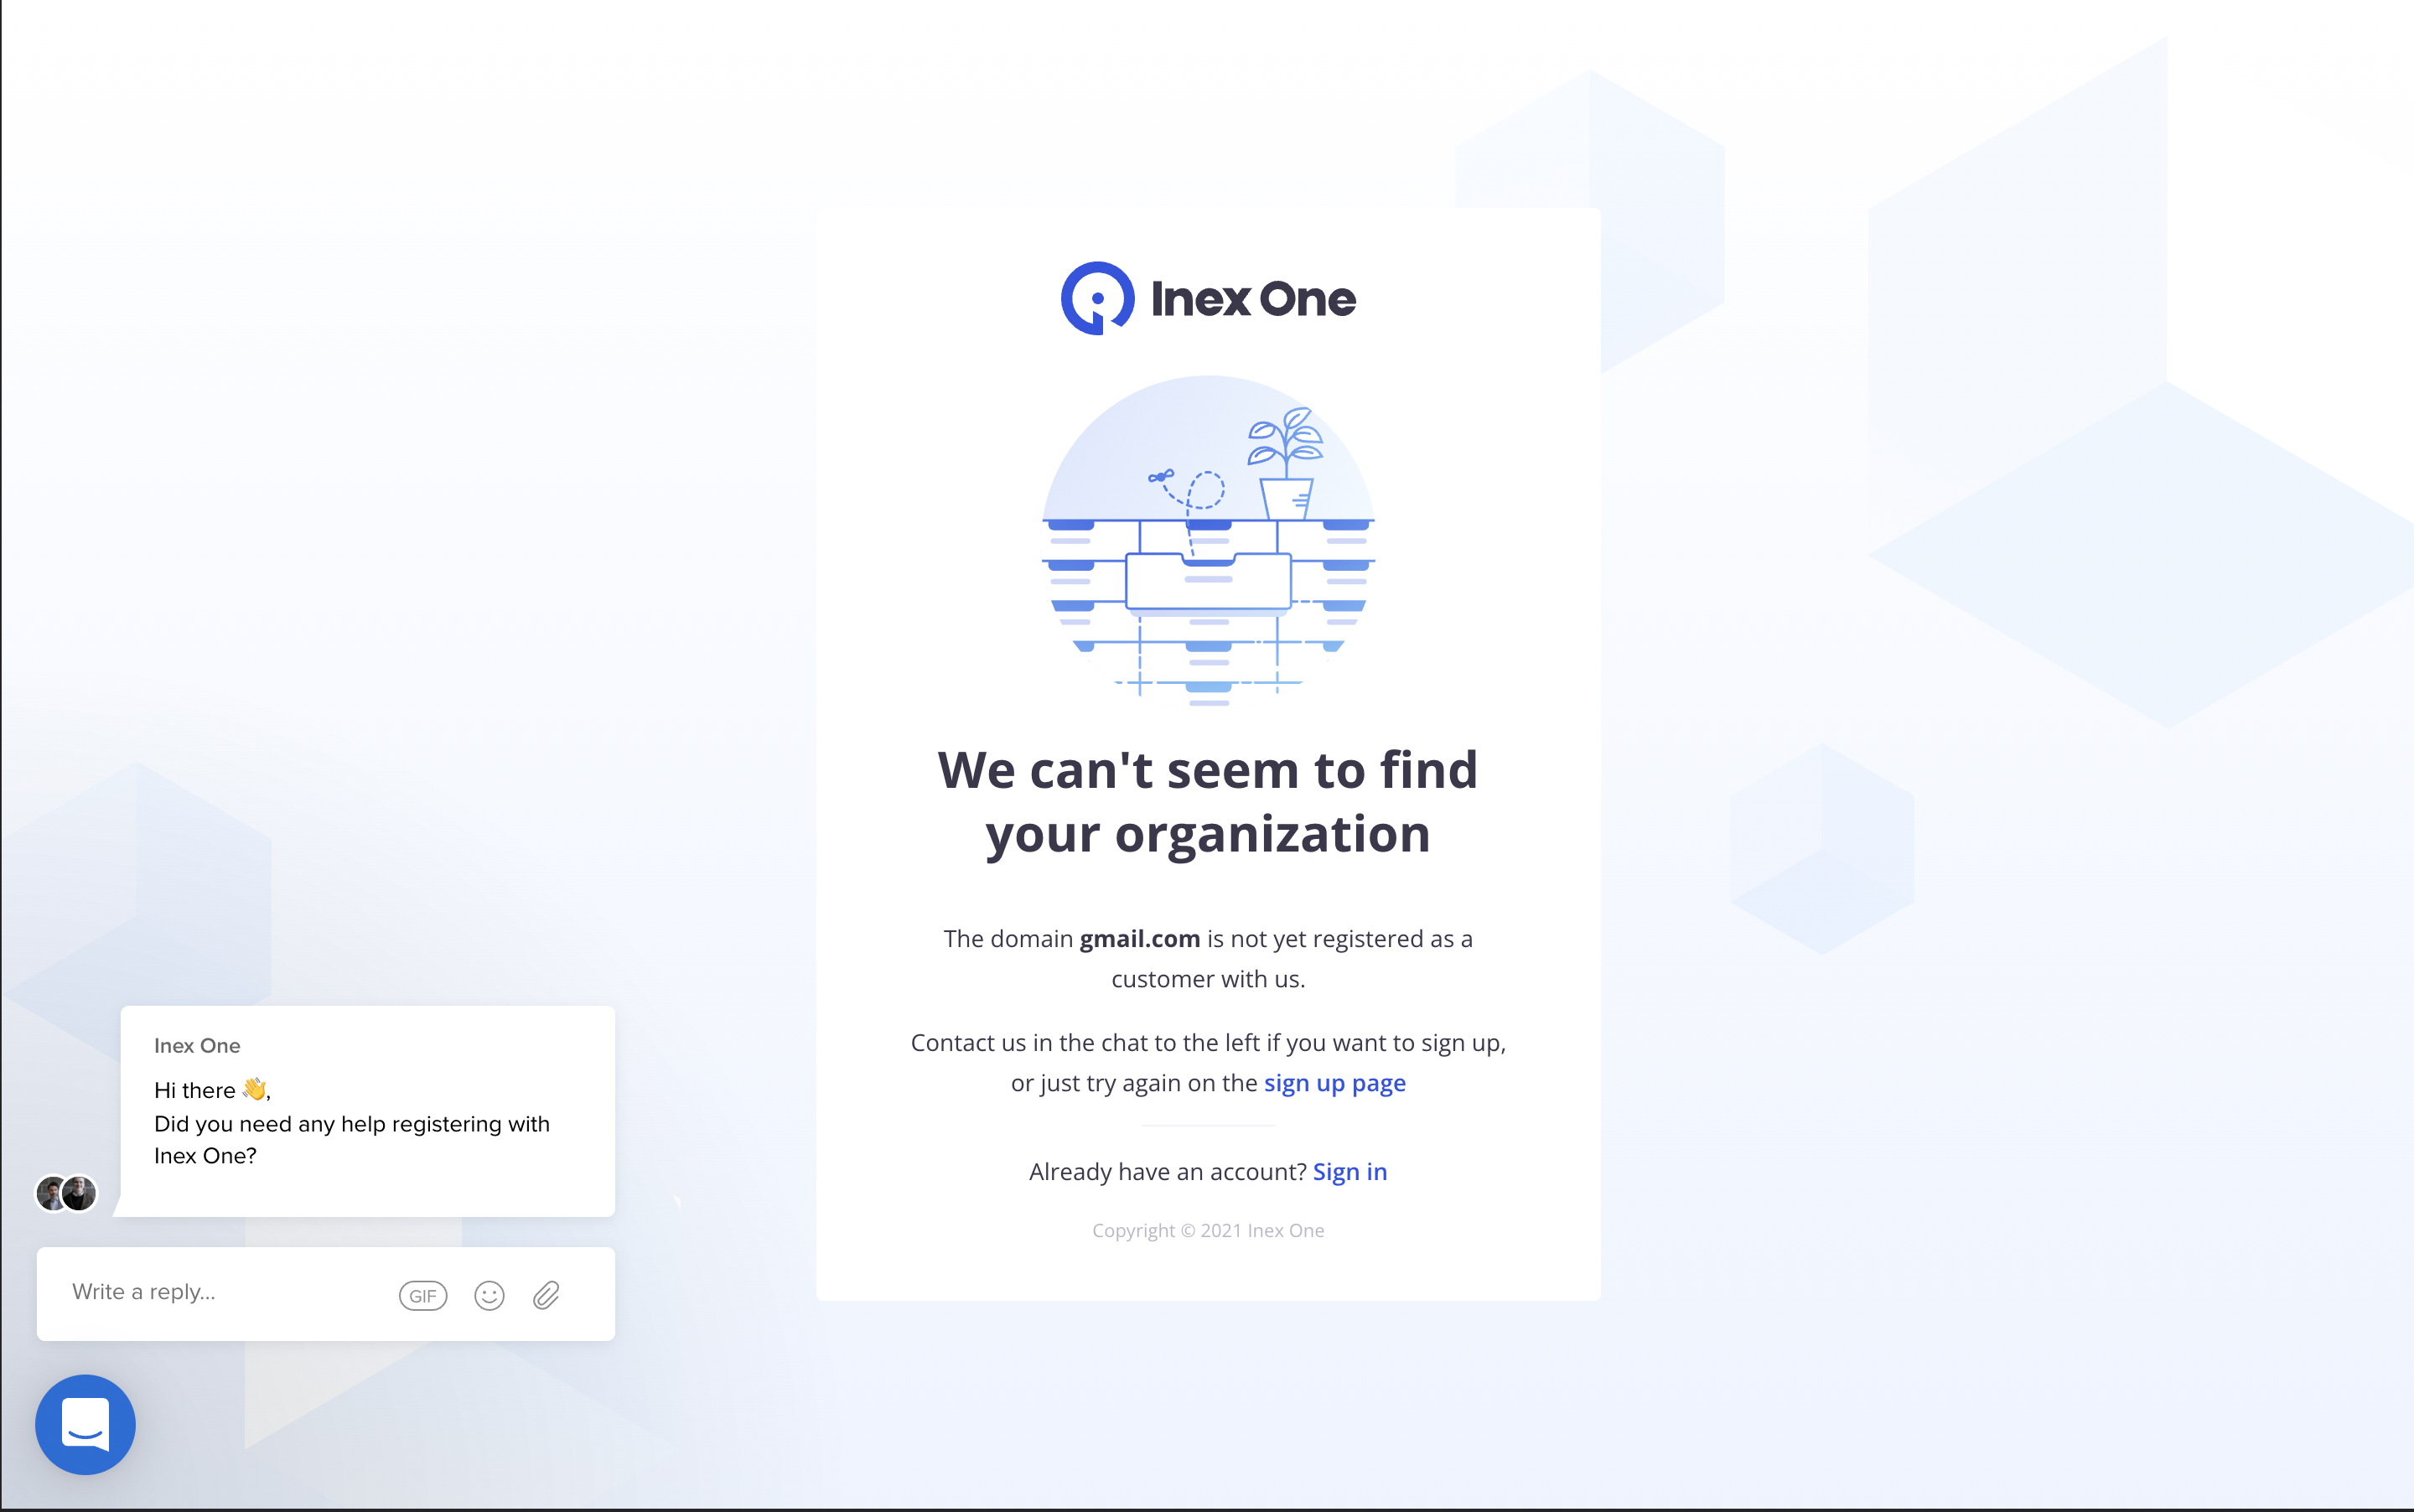 Inex One
We can't seem to find
your organization
The domain gmail.com is not yet registered as a
customer with us.
Contact us in the chat to the left if you want to sign up,
or just try again on the sign up page
Already have an account? Sign in
Copyright © 2021 Inex One
Inex One
Hi there 👋,
Did you need any help registering with
Inex One?
Write a reply...
GIF